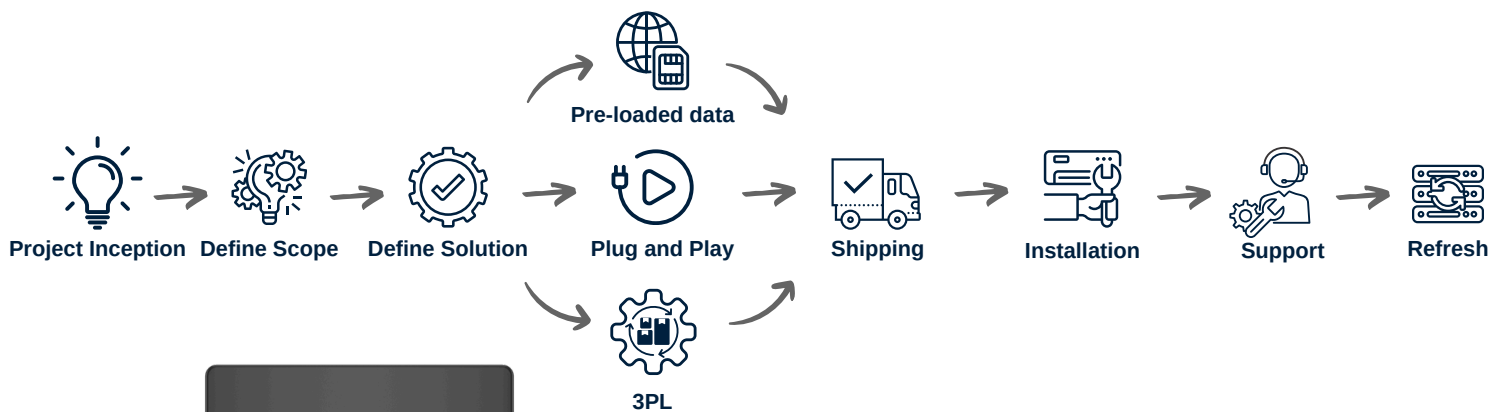 Pre-loaded data
Project Inception
Define Scope
Define Solution
Plug and Play
Shipping
Installation
Support
Refresh
3PL